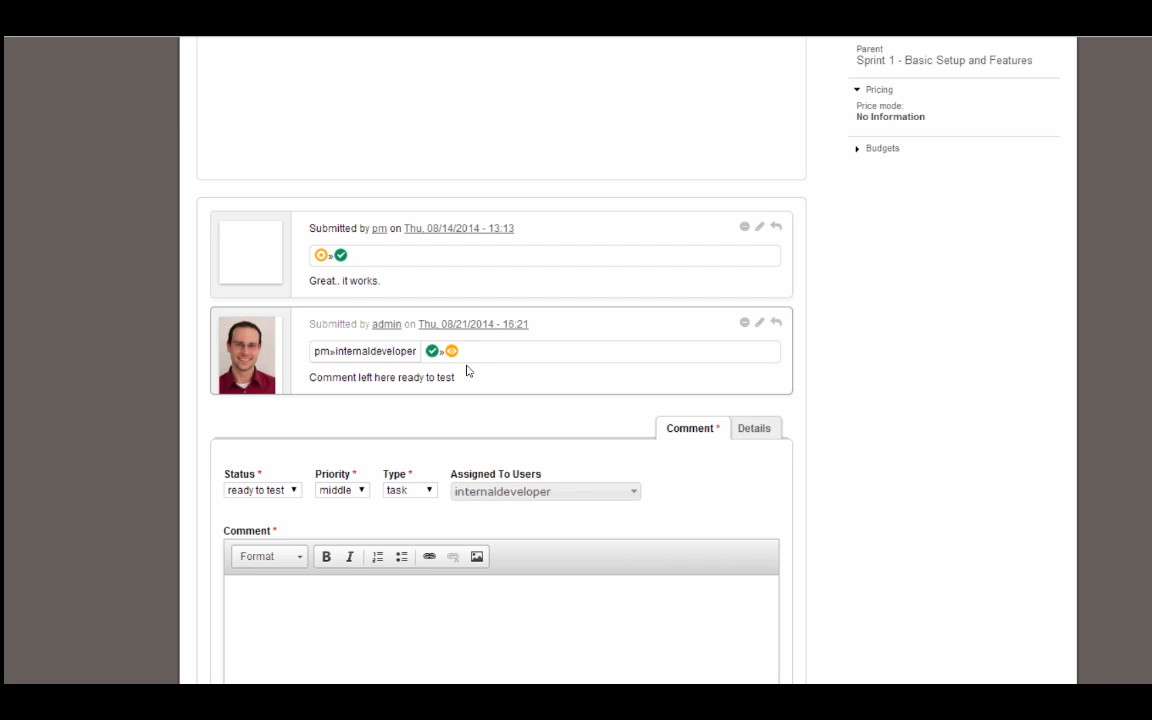 Parent
Sprint 1 - Basic Setup and Features
Pricing
Price mode:
No Information
Budgets
Submitted by pm on Thu, 08/14/2014 - 13:13
»
Great.. it works.
Submitted by admin on Thu, 08/21/2014 - 16:21
pm»internaldeveloper »
Comment left here ready to test
Comment * Details
Status * Priority * Type * Assigned To Users
ready to test middle task internaldeveloper
Comment *
Format B I